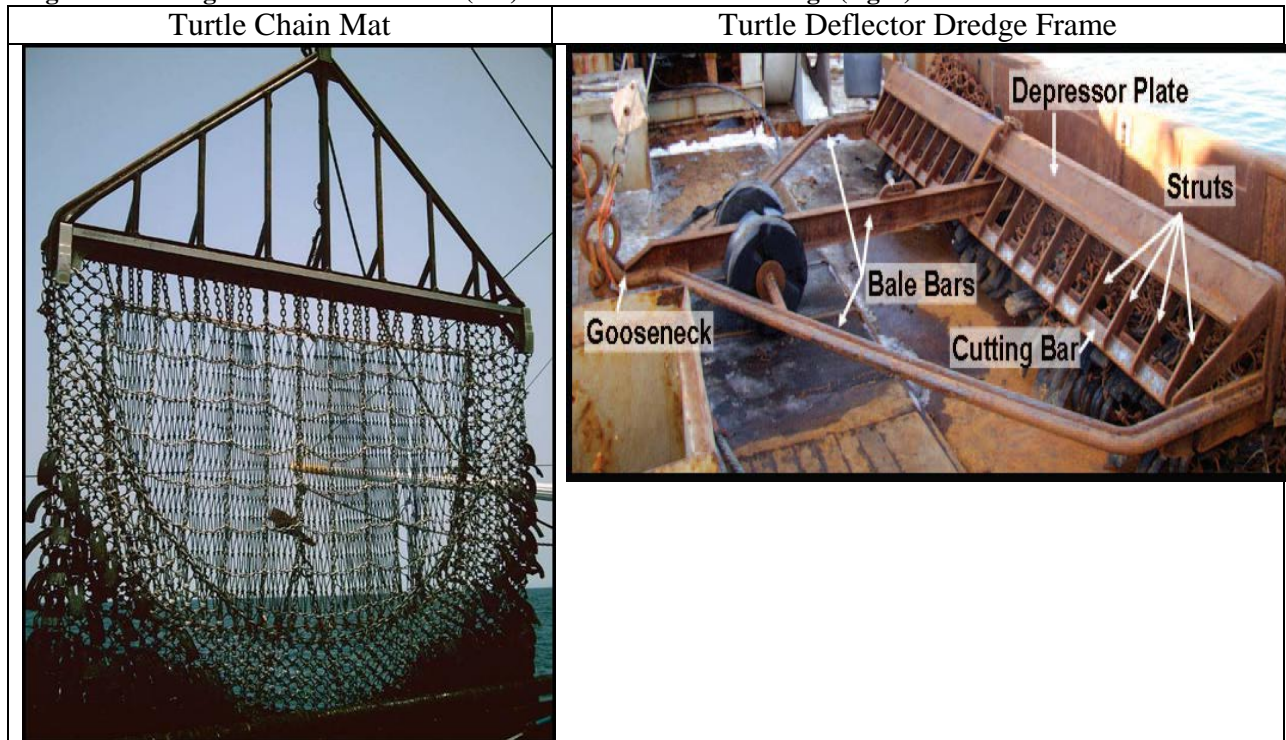 Turtle Chain Mat
Turtle Deflector Dredge Frame
Depressor Plate
Struts
Bale Bars
Gooseneck
Cutting Bar